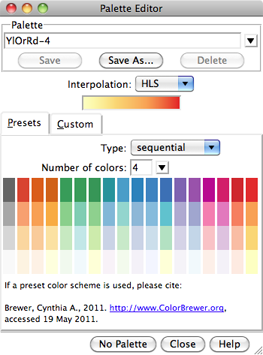 Palette Editor
Palette
YlOrRd-4
Save Save As... Delete
Interpolation: HLS
Presets Custom
Type: sequential
Number of colors: 4
If a preset color scheme is used, please cite:
Brewer, Cynthia A., 2011. http://www.ColorBrewer.org,
accessed 19 May 2011.
No Palette Close Help